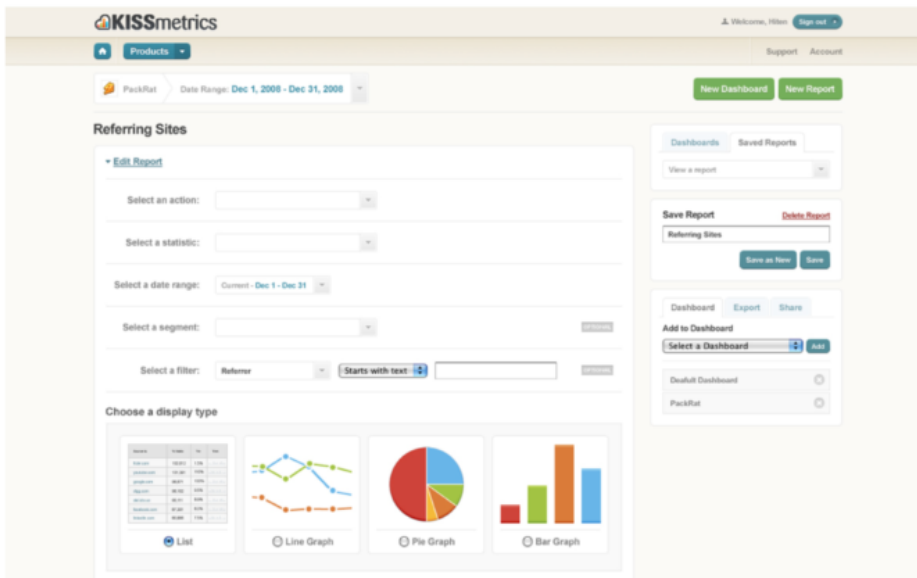 KISSmetrics
Welcome, Hiten
Sign out
Products
Support Account
PackRat
Date Range: Dec 1, 2008 - Dec 31, 2008
New Dashboard
New Report
Referring Sites
Edit Report
Select an action:
Select a statistic:
Select a date range:
Current - Dec 1 - Dec 31
Select a segment:
Select a filter:
Referrer
Starts with text
Choose a display type
List
Line Graph
Pie Graph
Bar Graph
Dashboards
Saved Reports
View a report
Save Report
Delete Report
Referring Sites
Save as New
Save
Dashboard
Export
Share
Add to Dashboard
Select a Dashboard
Add
Deafult Dashboard
PackRat